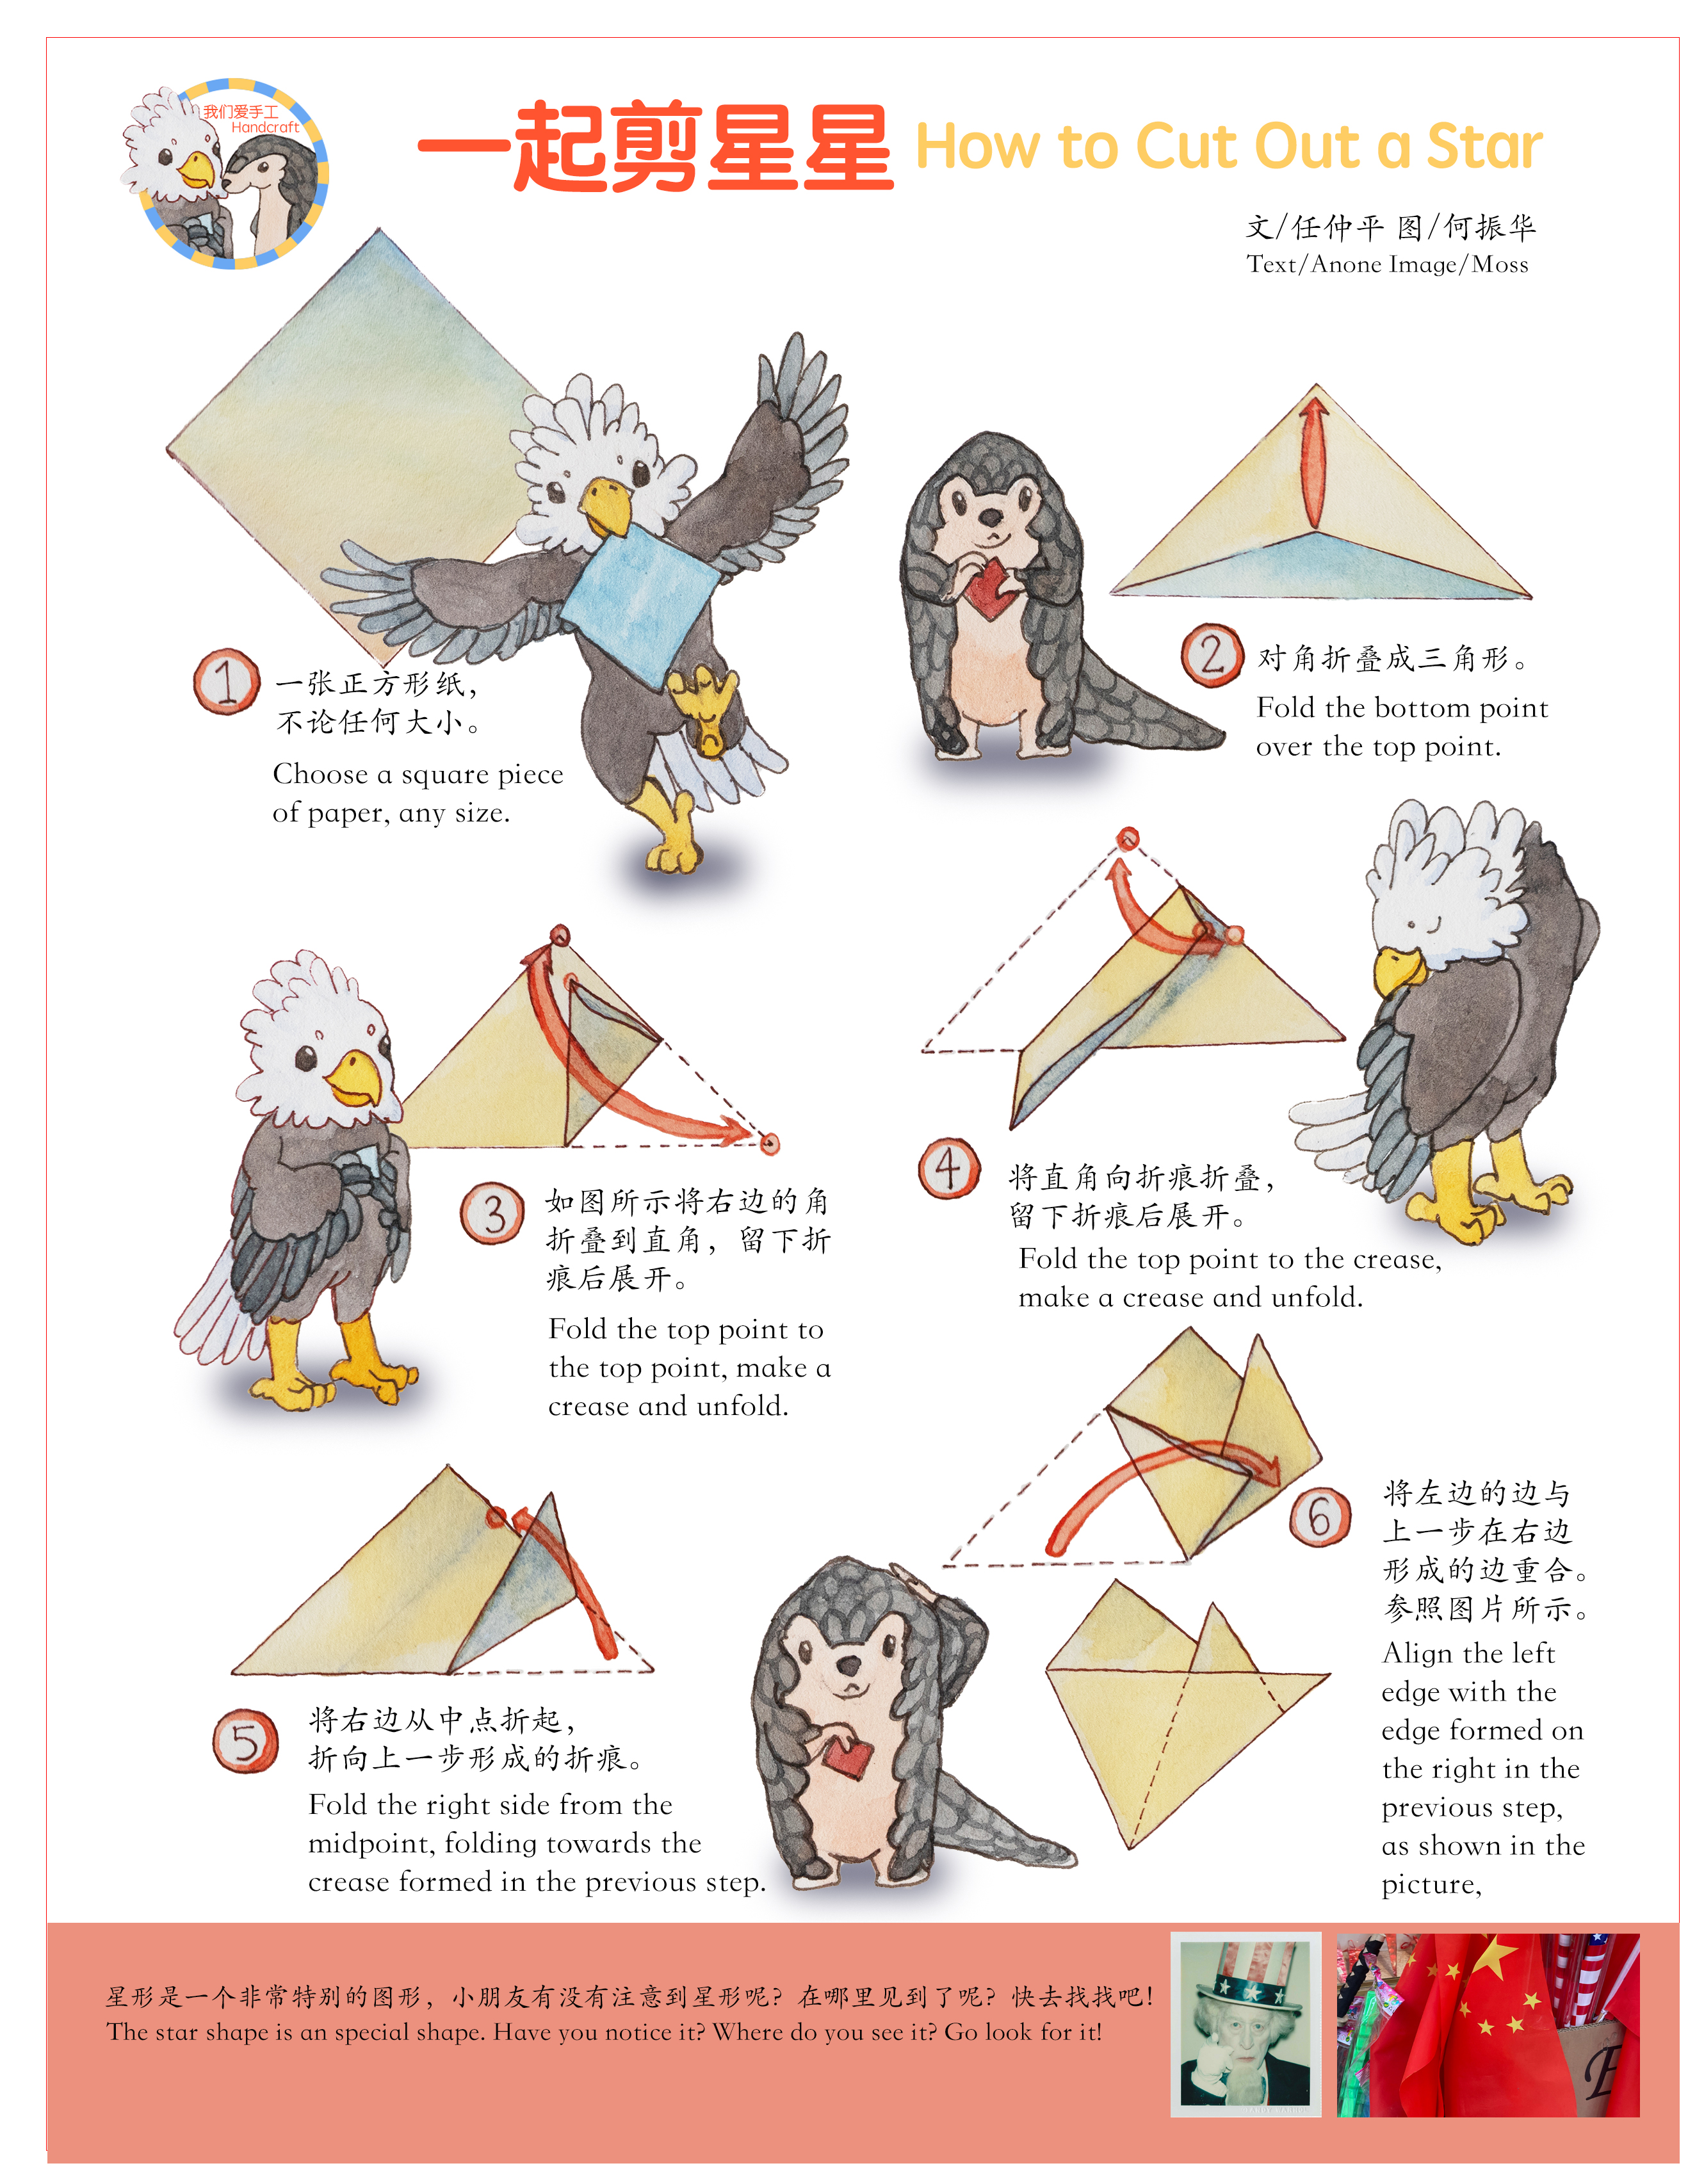 我们爱手工
Handcraft
一起剪星星 How to Cut Out a Star
文/任仲平 图/何振华
Text/Anone Image/Moss
1 一张正方形纸，
不论任何大小。
Choose a square piece
of paper, any size.
2 对角折叠成三角形。
Fold the bottom point
over the top point.
3 如图所示将右边的角
折叠到直角，留下折
痕后展开。
Fold the top point to
the top point, make a
crease and unfold.
4 将直角向折痕折叠，
留下折痕后展开。
Fold the top point to the crease,
make a crease and unfold.
5 将右边从中点折起，
折向上一步形成的折痕。
Fold the right side from the
midpoint, folding towards the
crease formed in the previous step.
6 将左边的边与
上一步在右边
形成的边重合。
参照图片所示。
Align the left
edge with the
edge formed on
the right in the
previous step,
as shown in the
picture,
星形是一个非常特别的图形，小朋友有没有注意到星形呢？在哪里见到了呢？快去找找吧！
The star shape is an special shape. Have you notice it? Where do you see it? Go look for it!